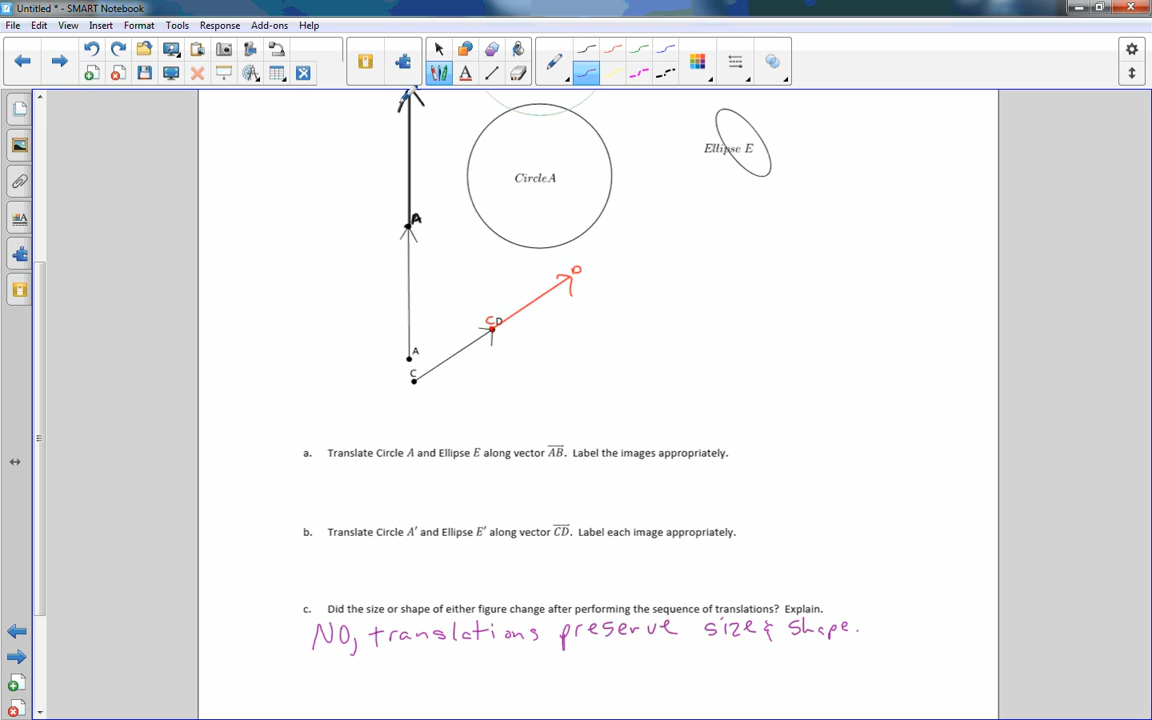 Untitled * - SMART Notebook
File Edit View Insert Format Tools Response Add-ons Help
Ellipse E
Circle A
A
D
CD
A
C
a. Translate Circle A and Ellipse E along vector AB. Label the images appropriately.
b. Translate Circle A′ and Ellipse E′ along vector CD. Label each image appropriately.
c. Did the size or shape of either figure change after performing the sequence of translations? Explain.
NO, translations preserve size & shape.